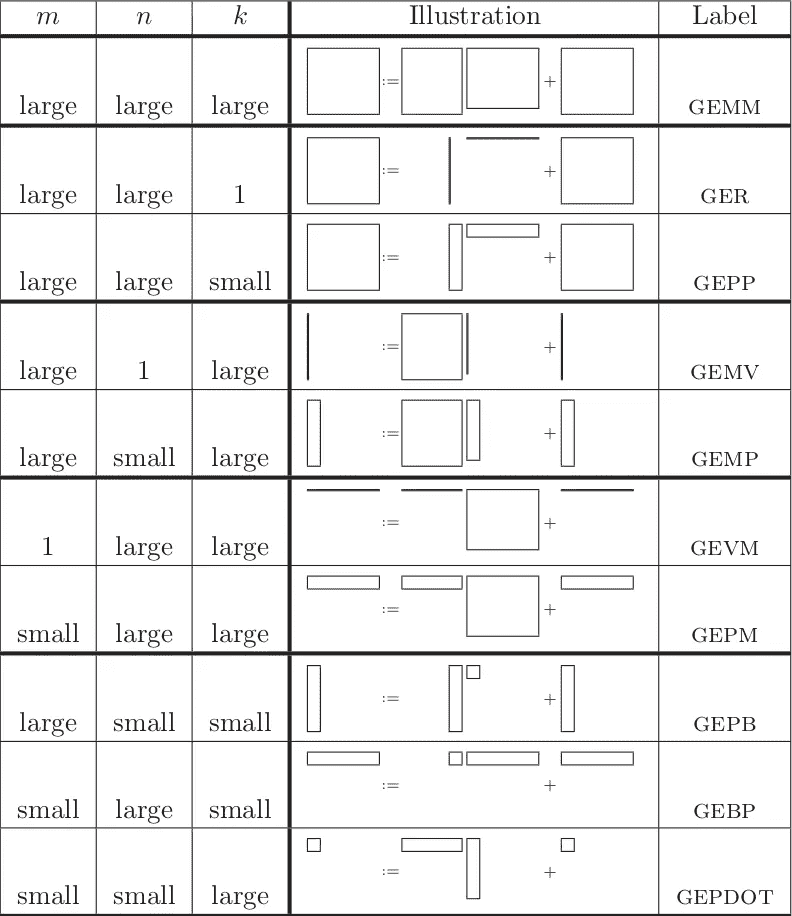 m n k Illustration Label
large large large := + GEMM
large large 1 := + GER
large large small := + GEPP
large 1 large := + GEMV
large small large := + GEMP
1 large large := + GEVM
small large large := + GEPM
large small small := + GEPB
small large small := + GEBP
small small large := + GEPDOT